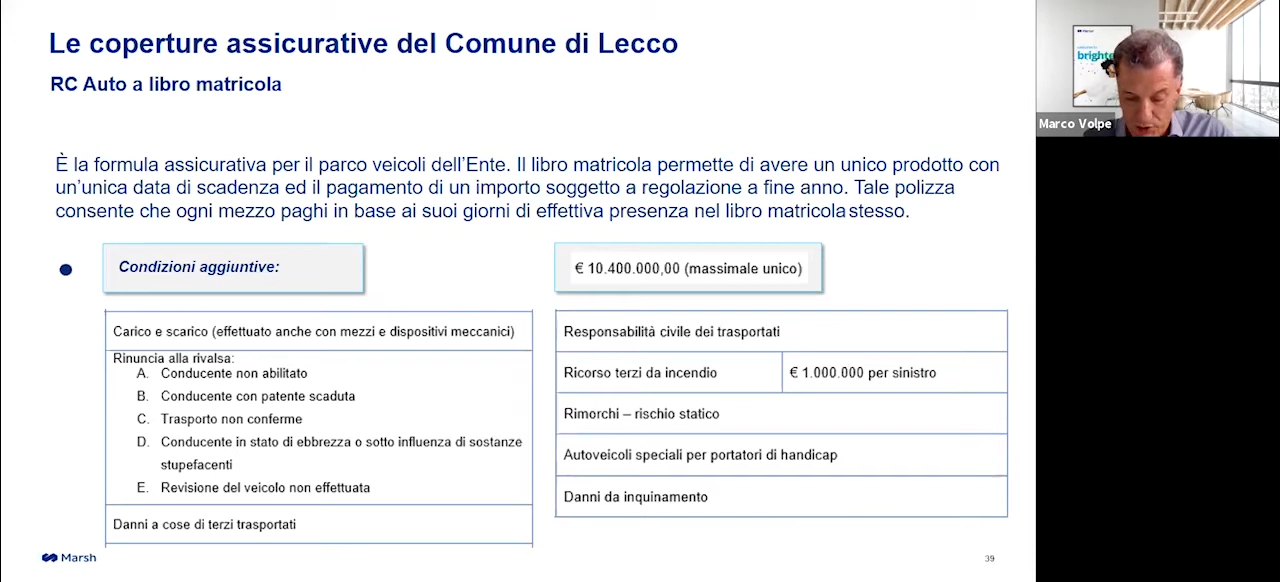 Le coperture assicurative del Comune di Lecco
RC Auto a libro matricola
È la formula assicurativa per il parco veicoli dell'Ente. Il libro matricola permette di avere un unico prodotto con
un'unica data di scadenza ed il pagamento di un importo soggetto a regolazione a fine anno. Tale polizza
consente che ogni mezzo paghi in base ai suoi giorni di effettiva presenza nel libro matricola stesso.
Condizioni aggiuntive:
€ 10.400.000,00 (massimale unico)
Carico e scarico (effettuato anche con mezzi e dispositivi meccanici)
Rinuncia alla rivalsa:
A. Conducente non abilitato
B. Conducente con patente scaduta
C. Trasporto non conferme
D. Conducente in stato di ebbrezza o sotto influenza di sostanze
stupefacenti
E. Revisione del veicolo non effettuata
Danni a cose di terzi trasportati
Responsabilità civile dei trasportati
Ricorso terzi da incendio
€ 1.000.000 per sinistro
Rimorchi – rischio statico
Autoveicoli speciali per portatori di handicap
Danni da inquinamento
Marsh
39
Marco Volpe